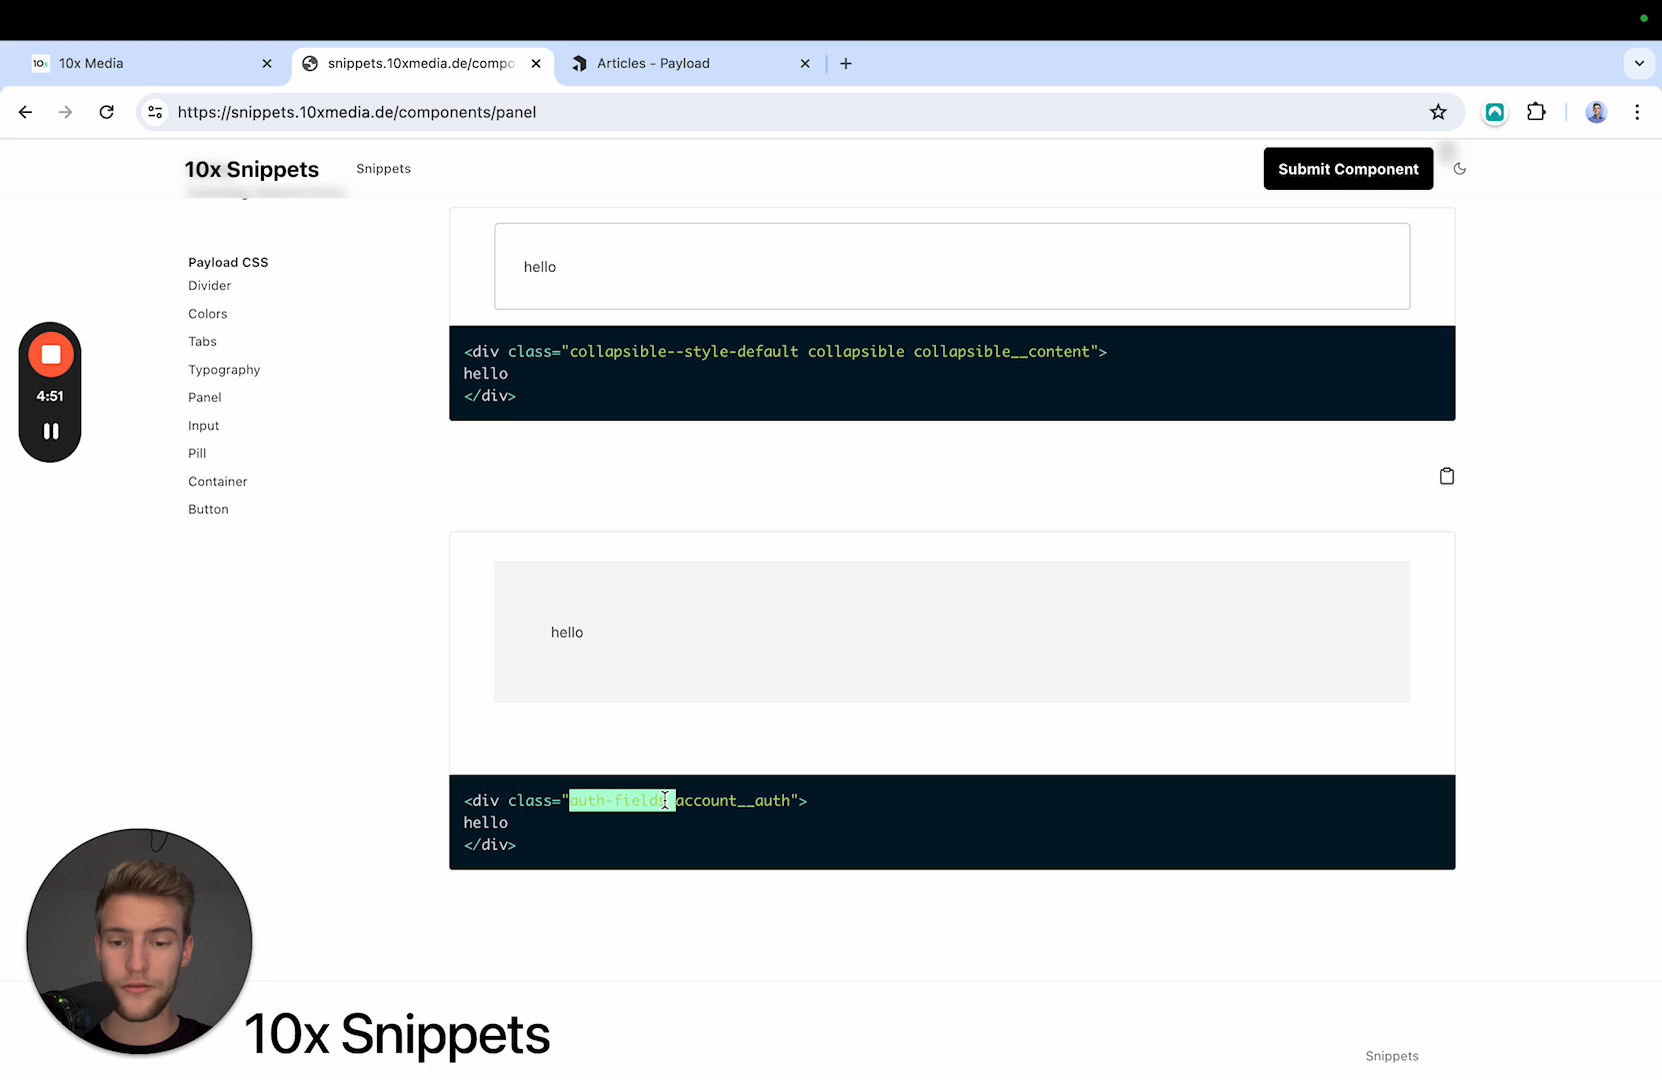 10x 10x Media
snippets.10xmedia.de/compo
Articles - Payload
https://snippets.10xmedia.de/components/panel
10x Snippets
Snippets
Submit Component
Payload CSS
Divider
Colors
Tabs
Typography
Panel
Input
Pill
Container
Button
4:51
hello
<div class="collapsible--style-default collapsible collapsible__content">
hello
</div>
hello
<div class="auth-fields account__auth">
hello
</div>
10x Snippets
Snippets